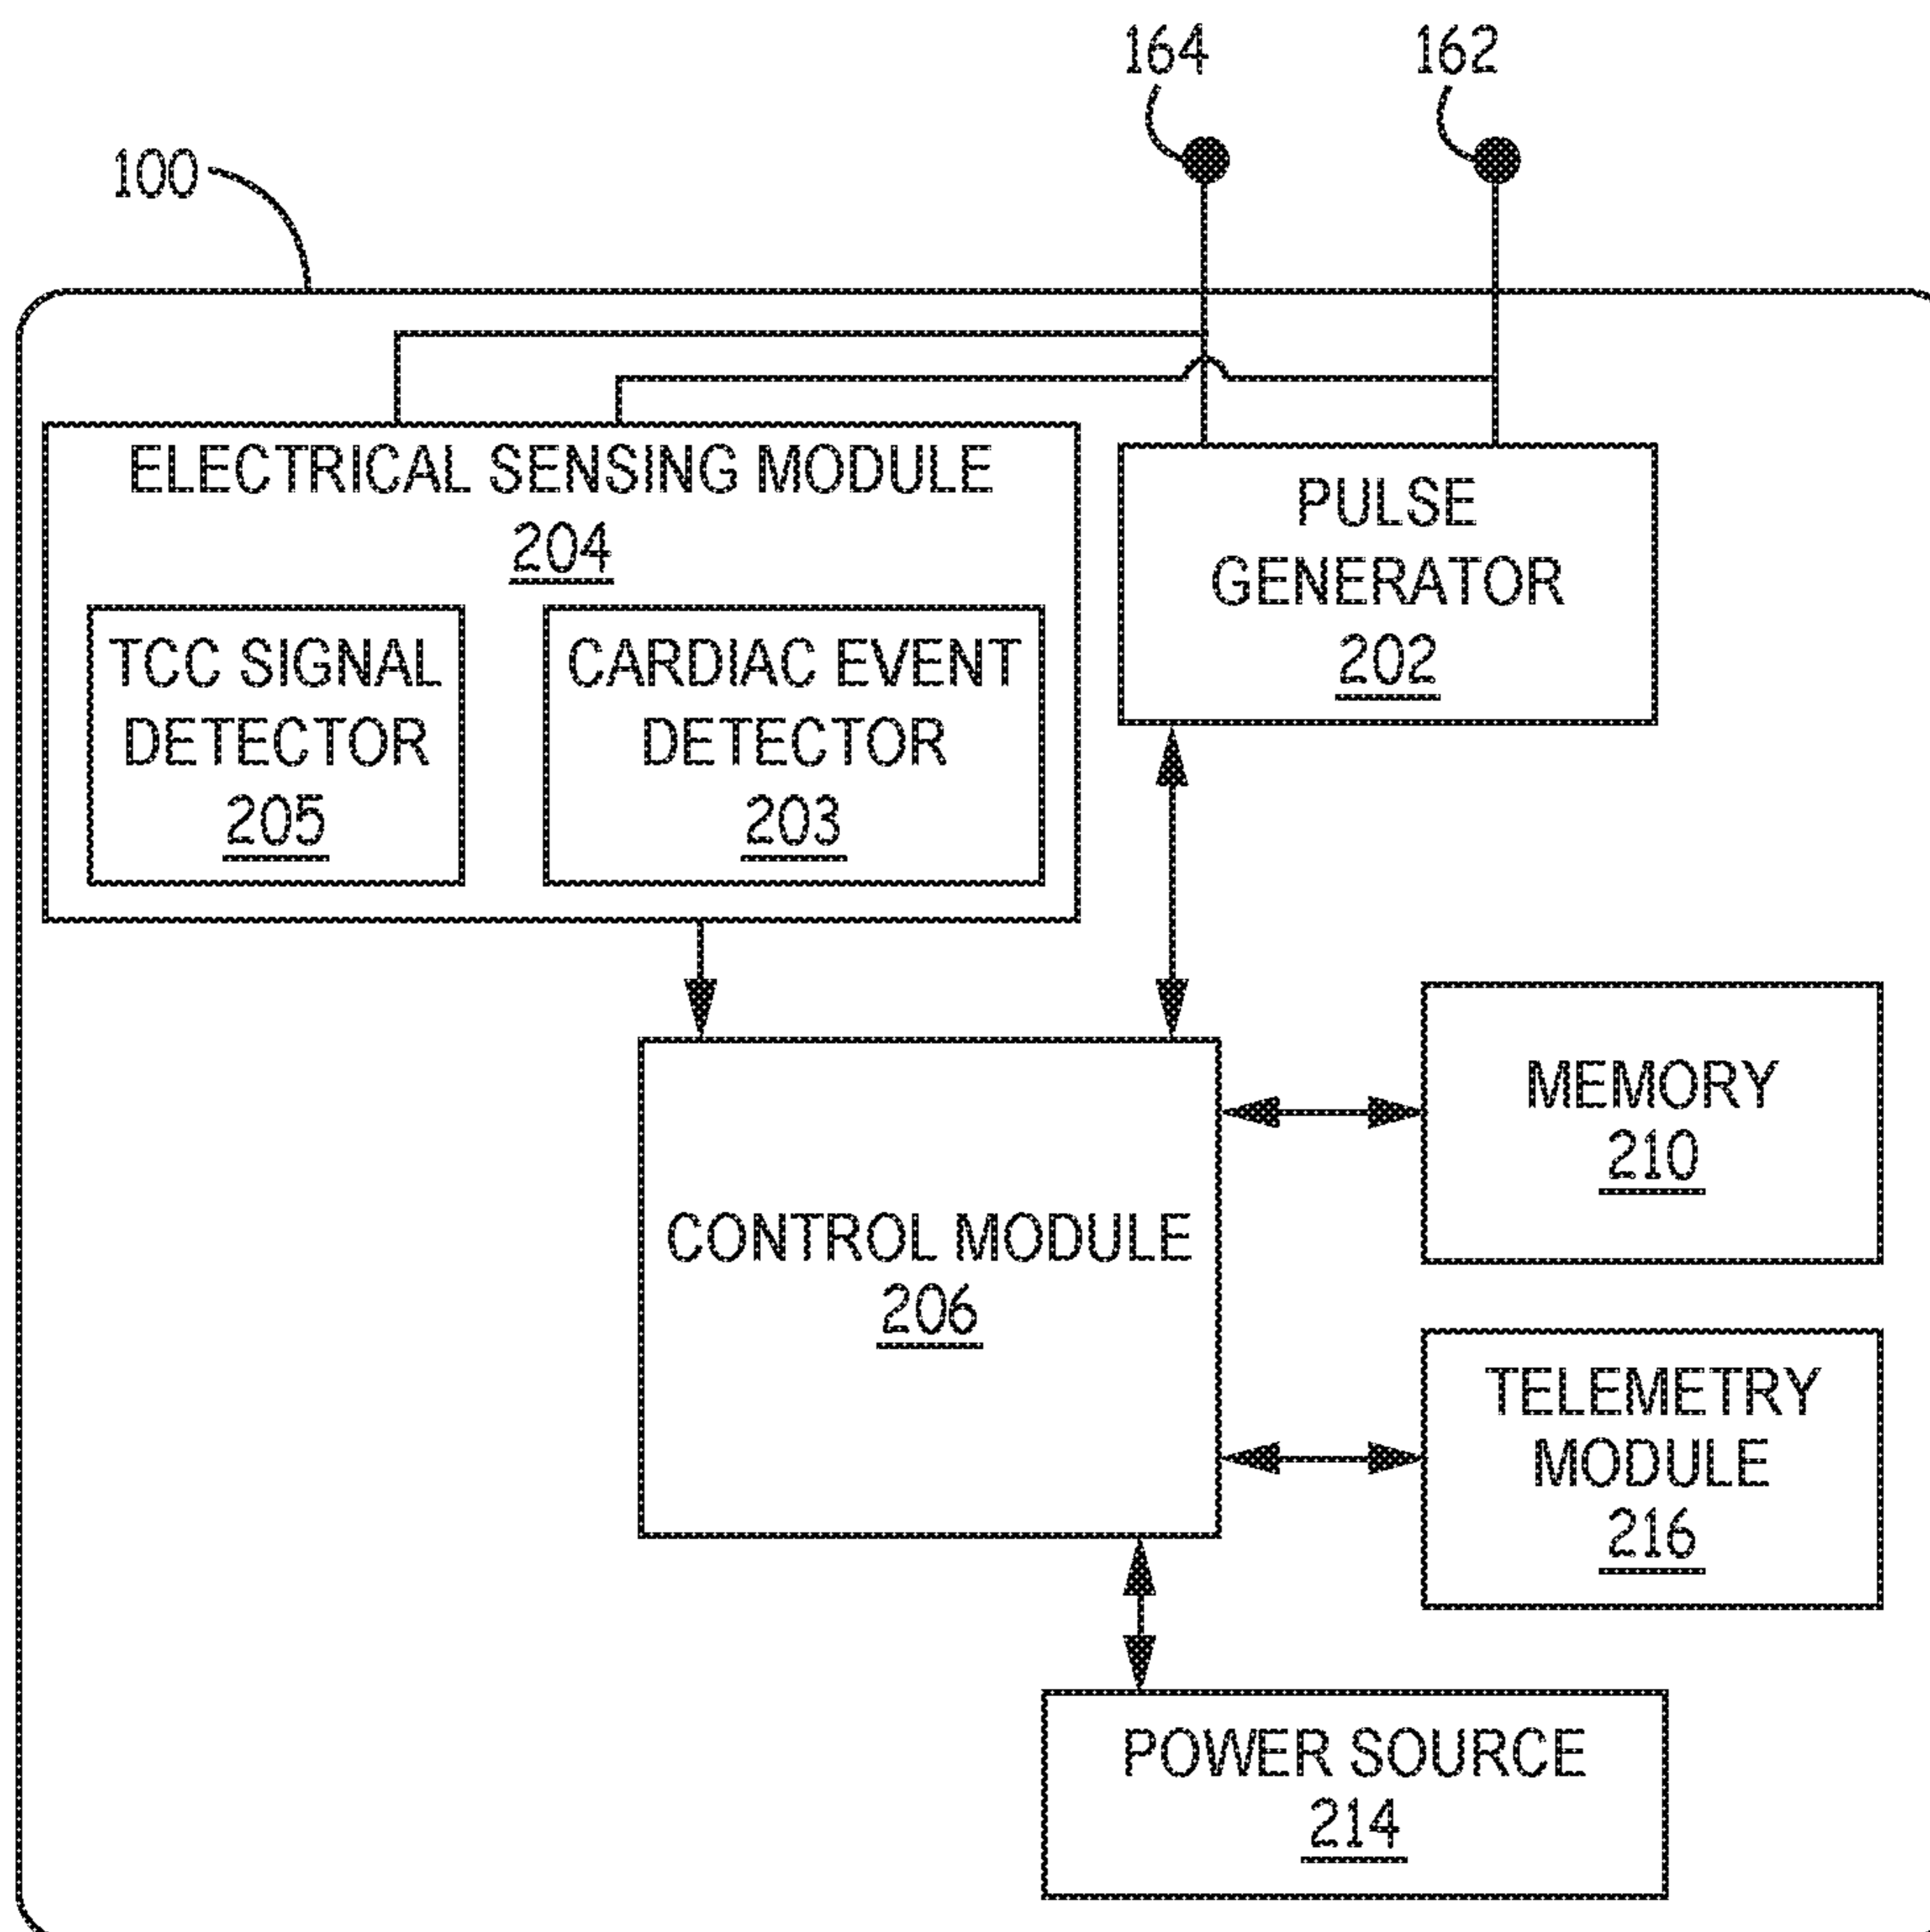 164
162
100
ELECTRICAL SENSING MODULE
204
TCC SIGNAL
DETECTOR
205
CARDIAC EVENT
DETECTOR
203
PULSE
GENERATOR
202
CONTROL MODULE
206
MEMORY
210
TELEMETRY
MODULE
216
POWER SOURCE
214